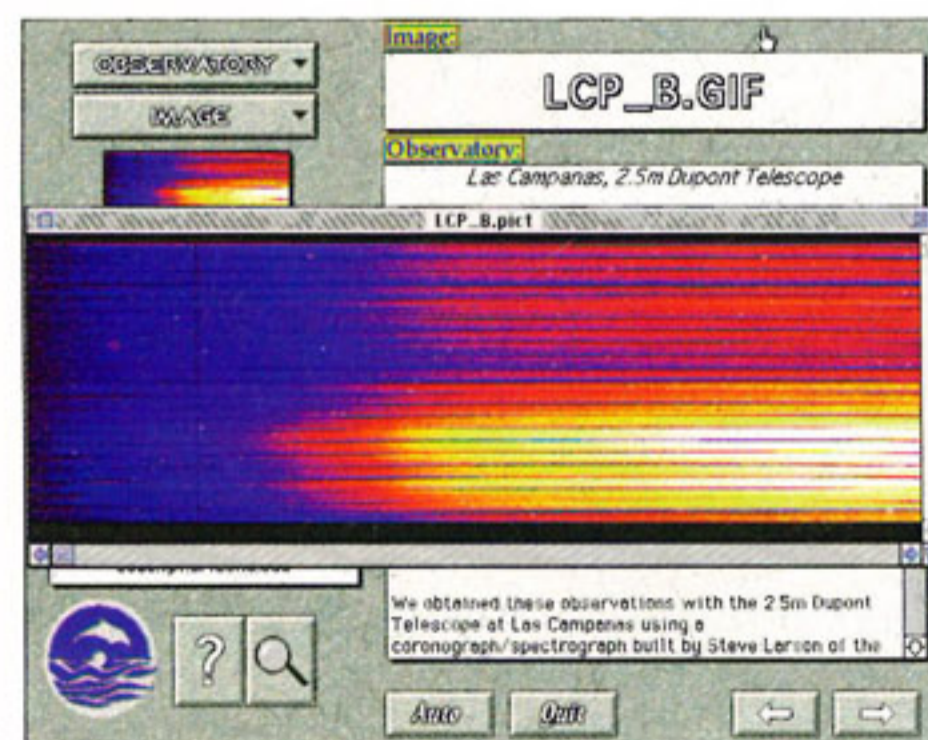 OBSERVATORY
IMAGE
Image:
LCP_B.GIF
Observatory:
Las Campanas, 2.5m Dupont Telescope
LCP_B.pict
We obtained these observations with the 2.5m Dupont
Telescope at Las Campanas using a
coronograph/spectrograph built by Steve Larson of the
?
Auto
Quit